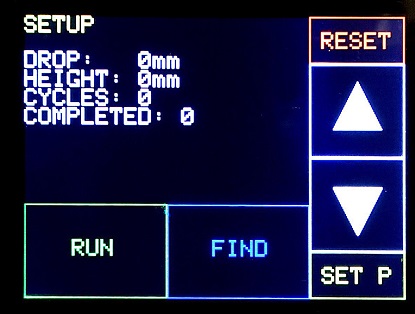 SETUP
DROP: 0mm
HEIGHT: 0mm
CYCLES: 0
COMPLETED: 0
RESET
RUN
FIND
SET P